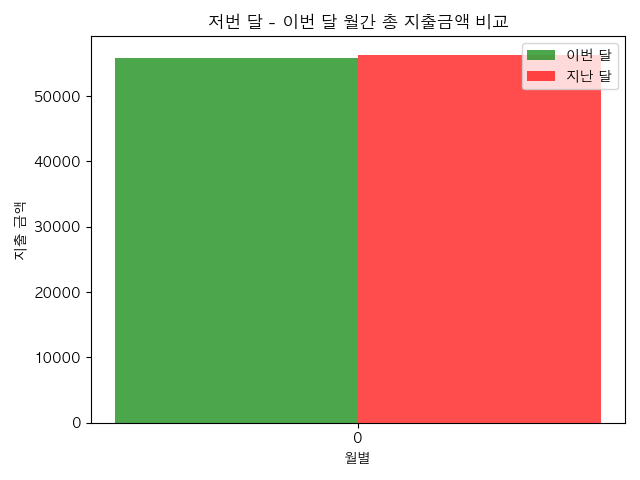 저번 달 - 이번 달 월간 총 지출금액 비교
이번 달
지난 달
지출 금액
50000
40000
30000
20000
10000
0
0
월별